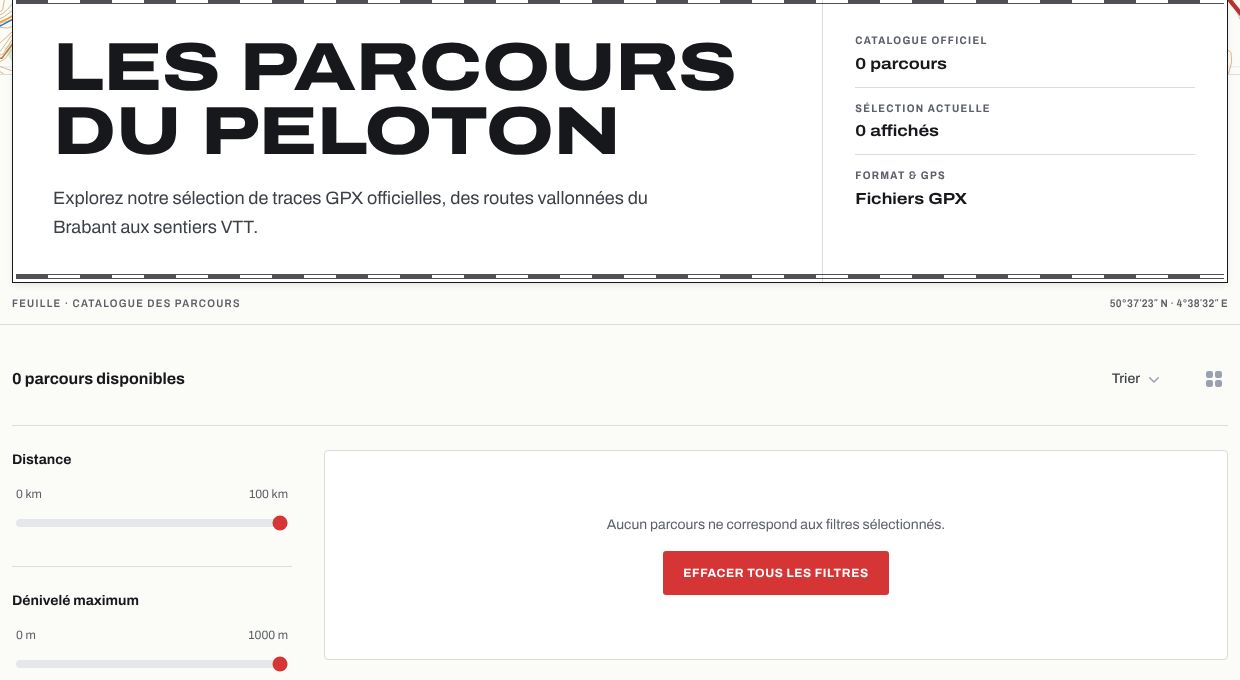 LES PARCOURS
DU PELOTON
Explorez notre sélection de traces GPX officielles, des routes vallonnées du
Brabant aux sentiers VTT.
CATALOGUE OFFICIEL
0 parcours
SÉLECTION ACTUELLE
0 affichés
FORMAT & GPS
Fichiers GPX
FEUILLE · CATALOGUE DES PARCOURS
50°37′23″ N · 4°38′32″ E
0 parcours disponibles
Trier
Distance
0 km
100 km
Dénivelé maximum
0 m
1000 m
Aucun parcours ne correspond aux filtres sélectionnés.
EFFACER TOUS LES FILTRES